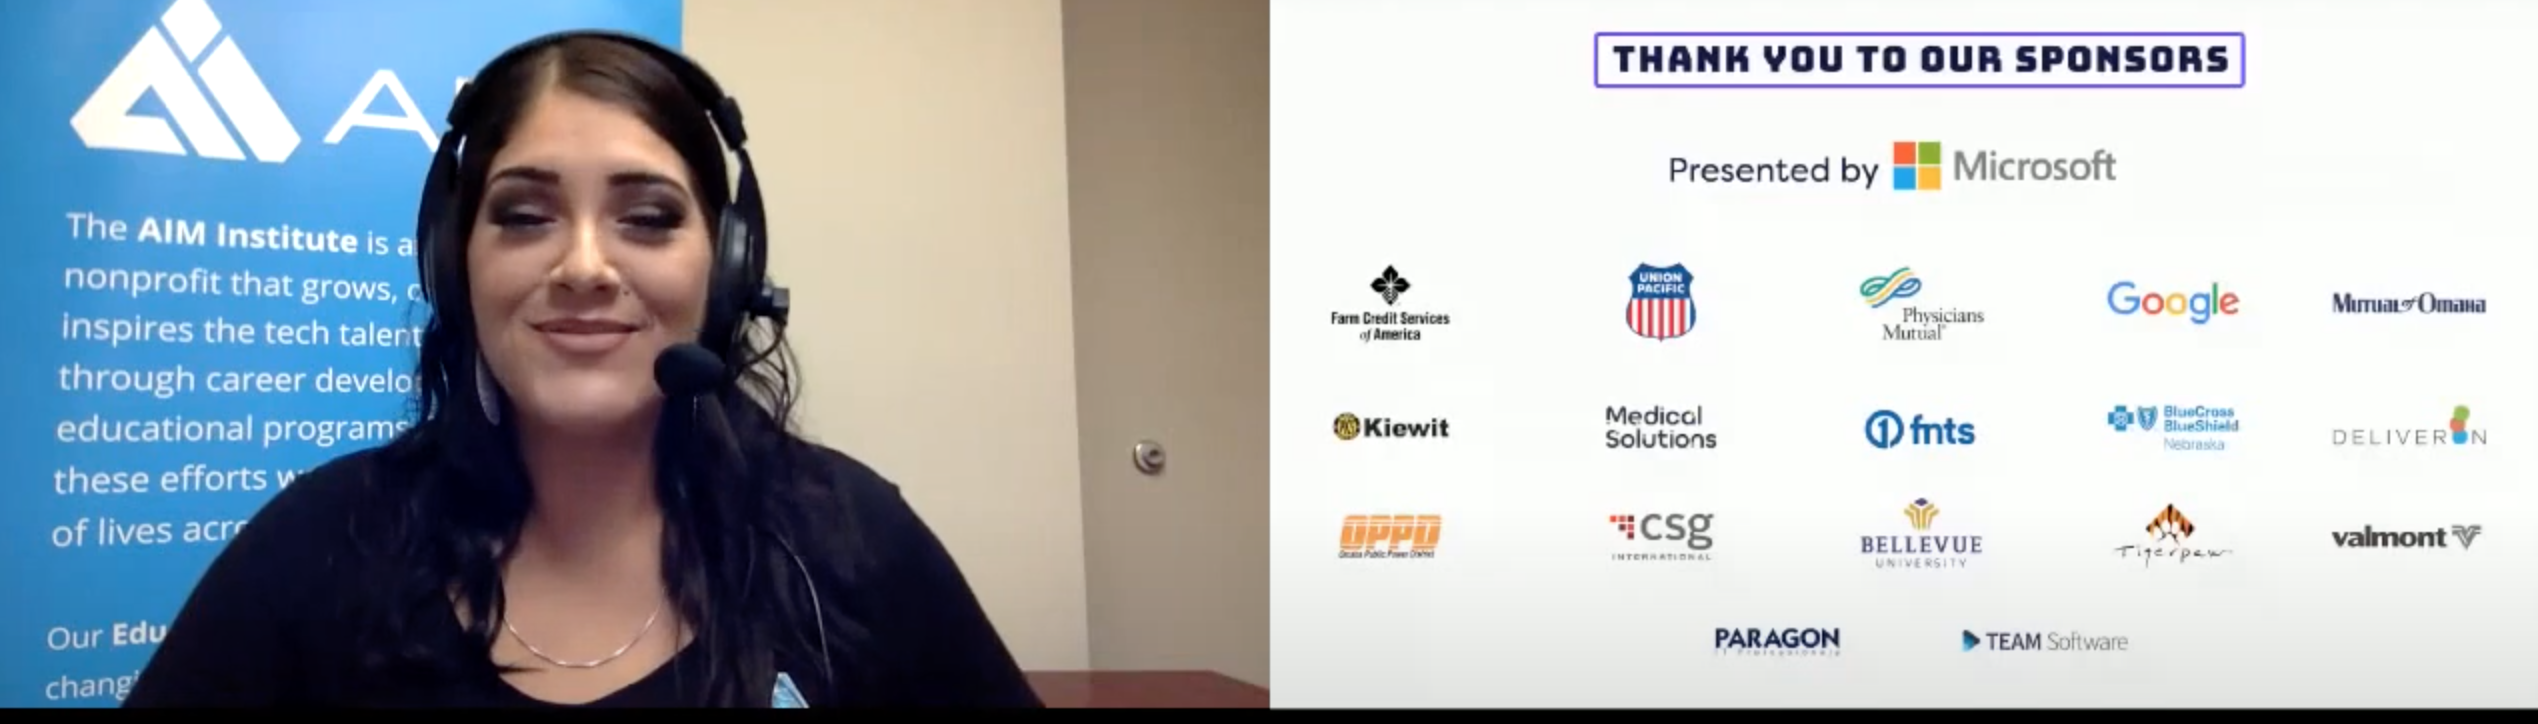 The AIM Institute is a
nonprofit that grows,
inspires the tech talent
through career
educational programs
these efforts
of lives
Our
THANK YOU TO OUR SPONSORS
Presented by Microsoft
Farm Credit Services
of America
UNION
PACIFIC
Physicians
Mutual
Google
Mutual of Omaha
Kiewit
Medical
Solutions
fnts
BlueCross
BlueShield
Nebraska
DELIVERON
OPPD
Omaha Public Power District
csg
INTERNATIONAL
BELLEVUE
UNIVERSITY
Tigerpaw
valmont
PARAGON
IT Professionals
TEAM Software